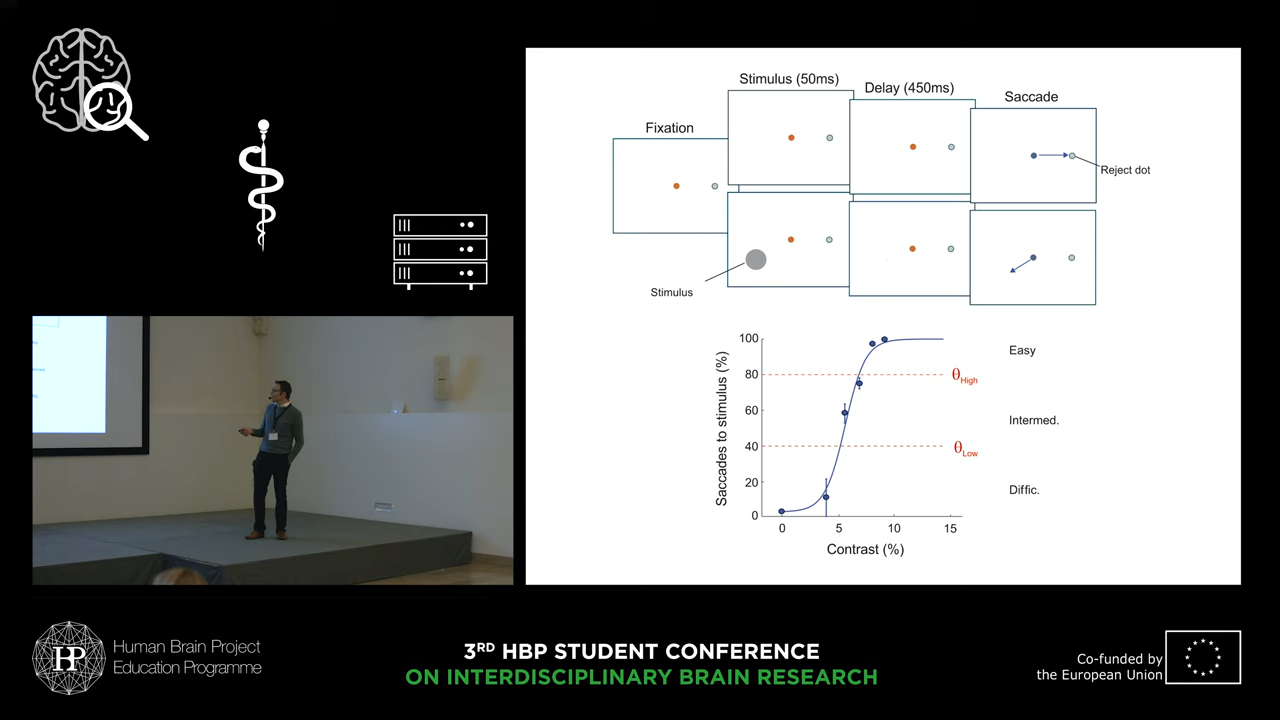 Stimulus (50ms)
Delay (450ms)
Saccade
Fixation
Reject dot
Stimulus
Saccades to stimulus (%)
100
80
60
40
20
0
θHigh
θLow
Easy
Intermed.
Diffic.
0 5 10 15
Contrast (%)
HP
Human Brain Project
Education Programme
3RD HBP STUDENT CONFERENCE
ON INTERDISCIPLINARY BRAIN RESEARCH
Co-funded by
the European Union